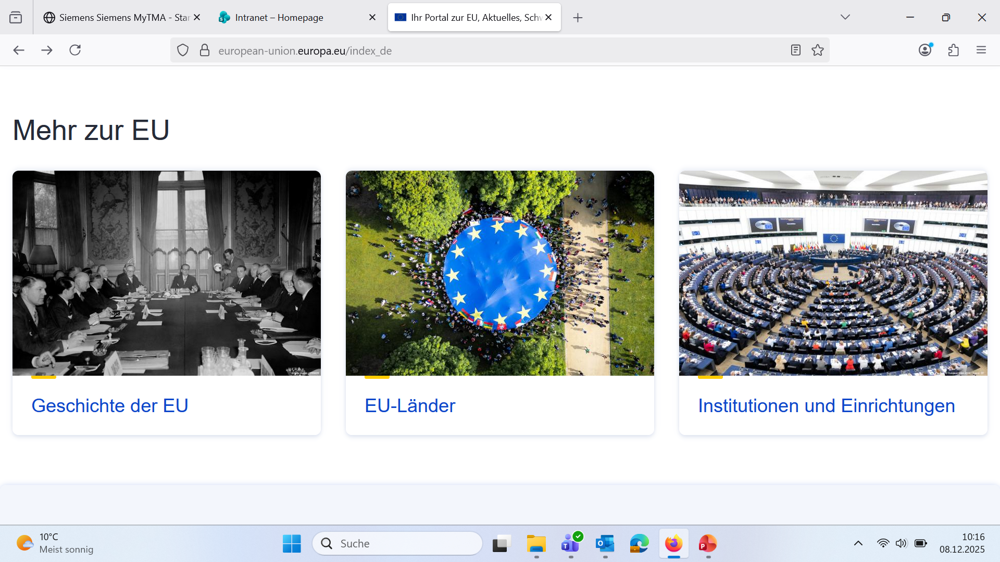 Siemens Siemens MyTMA - Star
Intranet – Homepage
Ihr Portal zur EU, Aktuelles, Schw
european-union.europa.eu/index_de
Mehr zur EU
Geschichte der EU
EU-Länder
Institutionen und Einrichtungen
10°C
Meist sonnig
Suche
10:16
08.12.2025